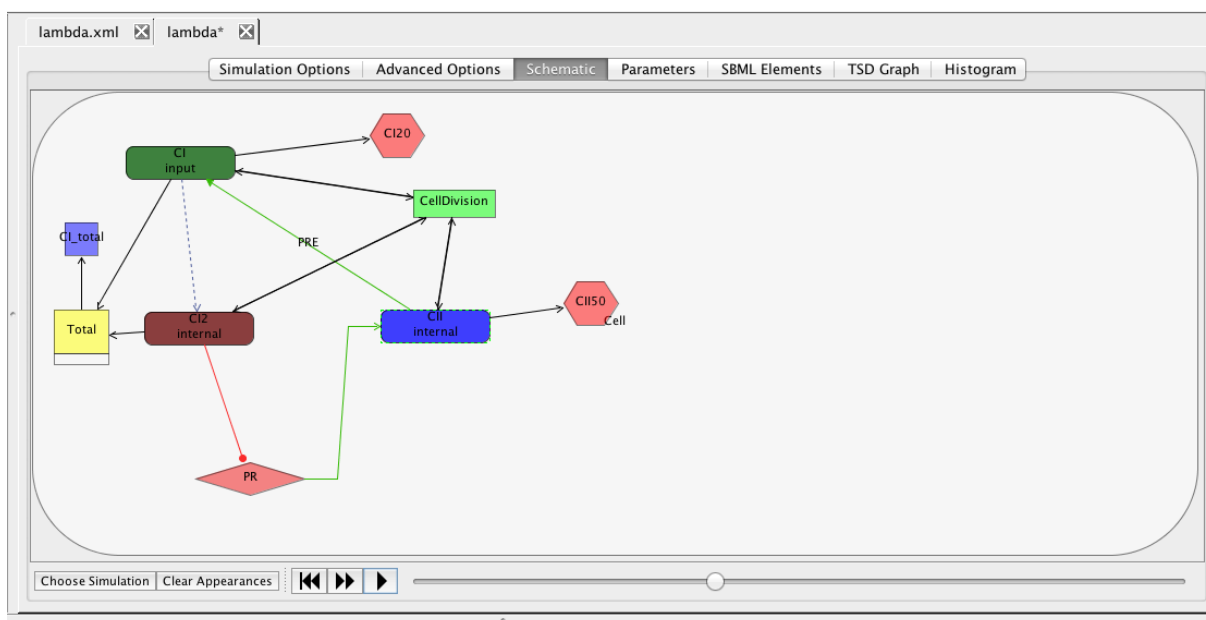 lambda.xml lambda*
Simulation Options Advanced Options Schematic Parameters SBML Elements TSD Graph Histogram
CI20
CI
input
CellDivision
CI_total
PRE
CII50
Cell
Total
CI2
internal
CII
internal
PR
Choose Simulation Clear Appearances